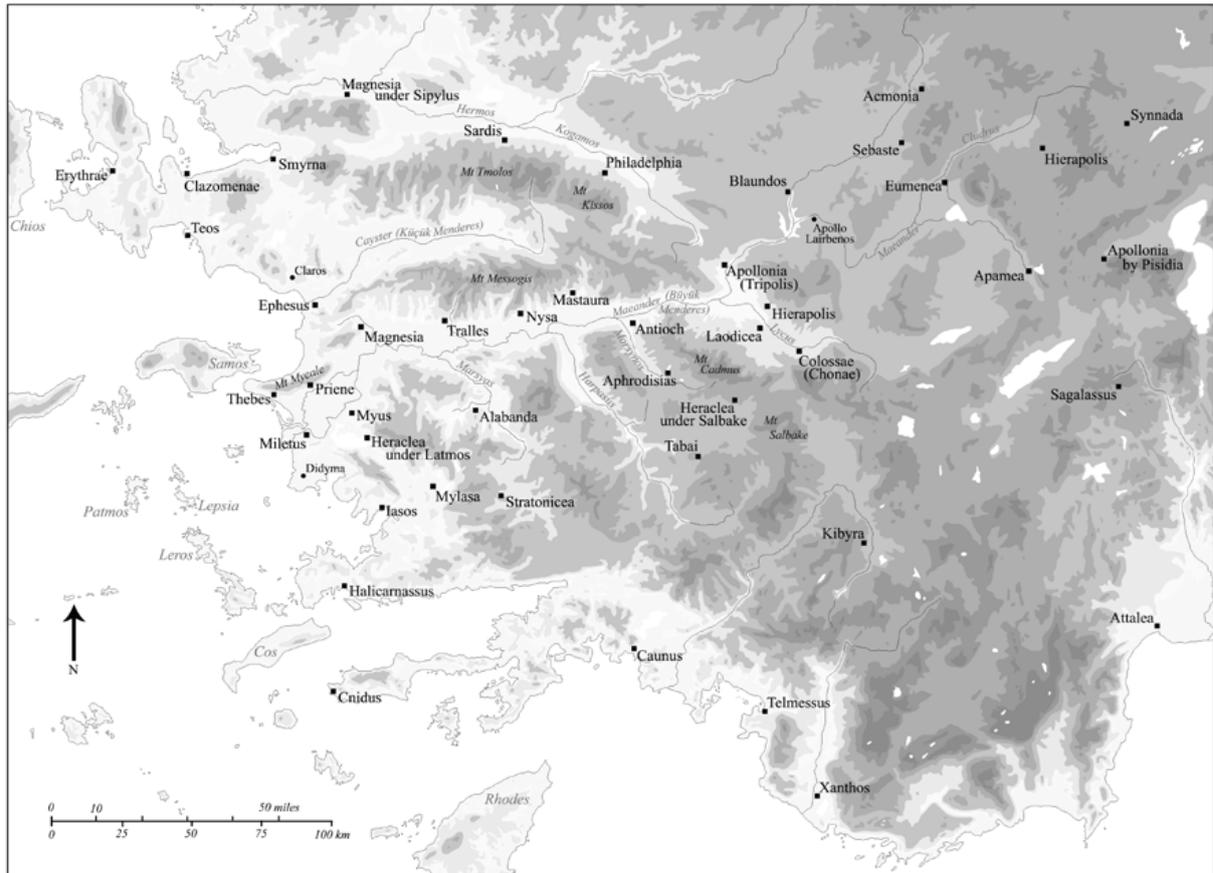 Magnesia
under Sipylus
Acmonia
Hermos
Synnada
Kogamos
Cludrus
Sardis
Sebaste
Hierapolis
Smyrna
Philadelphia
Erythrae
Clazomenae
Mt Tmolos
Eumenea
Blaundos
Mt
Kissos
Chios
Teos
Apollo
Lairbenos
Cayster (Küçük Menderes)
Maeander
Apollonia
by Pisidia
Claros
Apollonia
(Tripolis)
Apamea
Mt Messogis
Mastaura
Ephesus
Maeander (Büyük
Menderes)
Hierapolis
Nysa
Antioch
Laodicea
Lycus
Magnesia
Tralles
Colossae
(Chonae)
Samos
Marsyas
Morsynus
Mt
Cadmus
Mt Mycale
Priene
Aphrodisias
Harpasus
Thebes
Sagalassus
Myus
Alabanda
Heraclea
under Salbake
Mt
Salbake
Miletus
Heraclea
under Latmos
Tabai
Didyma
Mylasa
Stratonicea
Patmos
Lepsia
Iasos
Kibyra
Leros
Halicarnassus
Attalea
N
Cos
Caunus
Cnidus
Telmessus
Xanthos
Rhodes
0 10 50 miles
0 25 50 75 100 km